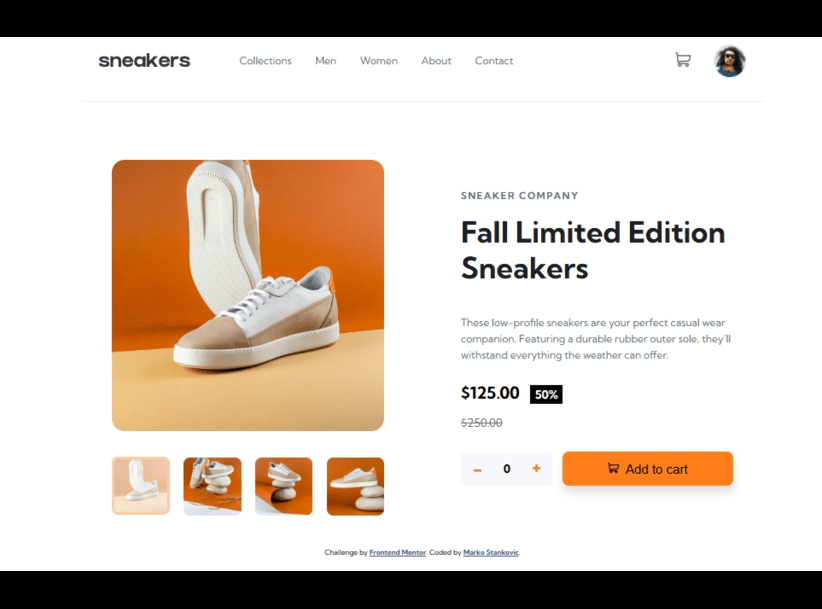 sneakers
Collections Men Women About Contact
SNEAKER COMPANY
Fall Limited Edition
Sneakers
These low-profile sneakers are your perfect casual wear
companion. Featuring a durable rubber outer sole, they'll
withstand everything the weather can offer.
$125.00 50%
$250.00
– 0 + Add to cart
Challenge by Frontend Mentor. Coded by Marko Stankovic.